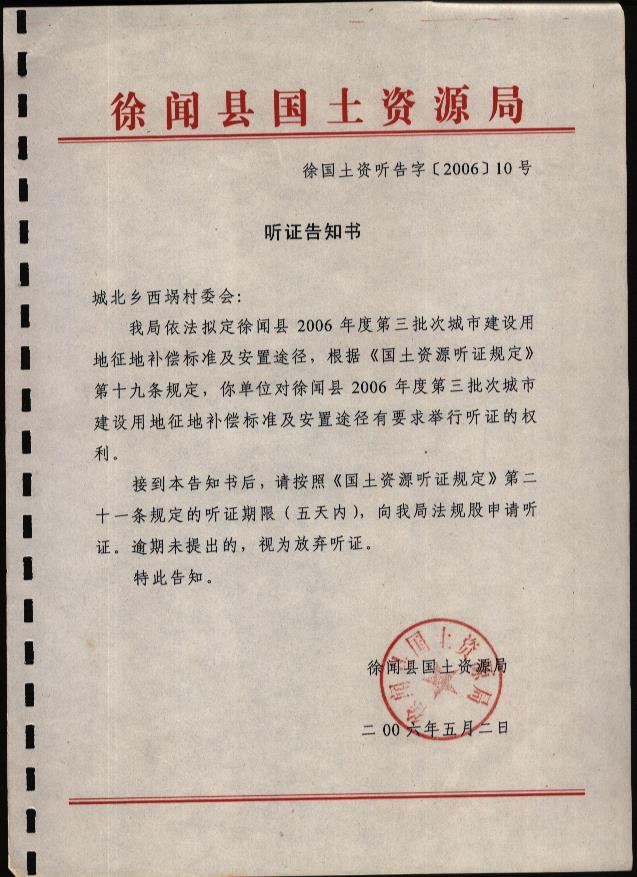 徐闻县国土资源局
徐国土资听告字〔2006〕10号
听证告知书
城北乡西埚村委会：
我局依法拟定徐闻县 2006 年度第三批次城市建设用
地征地补偿标准及安置途径，根据《国土资源听证规定》
第十九条规定，你单位对徐闻县 2006 年度第三批次城市
建设用地征地补偿标准及安置途径有要求举行听证的权
利。
接到本告知书后，请按照《国土资源听证规定》第二
十一条规定的听证期限（五天内），向我局法规股申请听
证。逾期未提出的，视为放弃听证。
特此告知。
徐闻县国土资源局
徐闻县国土资源局
二00六年五月二日